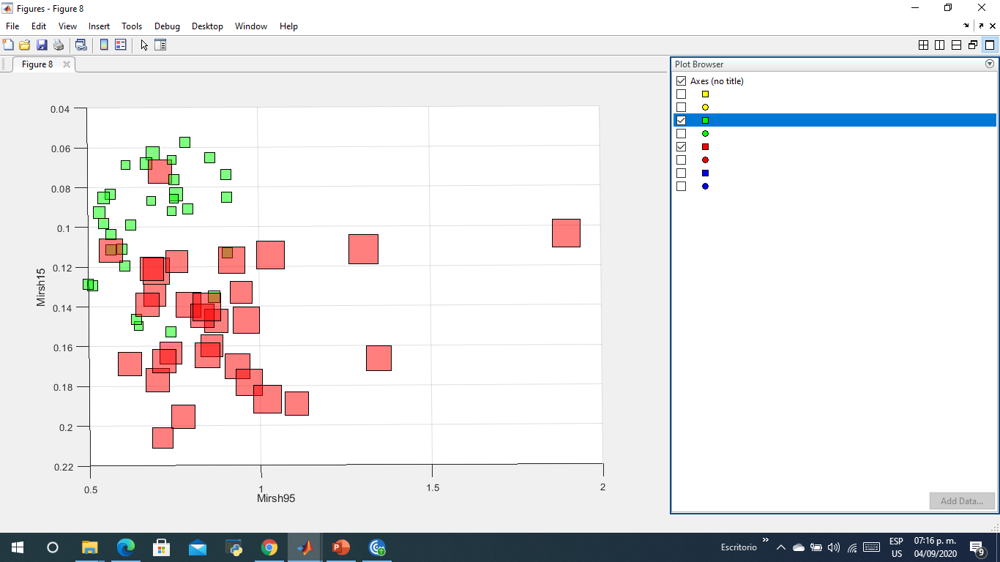 Figures - Figure 8
File Edit View Insert Tools Debug Desktop Window Help
Figure 8
Plot Browser
Axes (no title)
0.04
0.06
0.08
0.1
0.12
0.14
0.16
0.18
0.2
0.22
Mirsh15
0.5 1 1.5 2
Mirsh95
Add Data...
Escritorio
ESP
US
07:16 p. m.
04/09/2020
9